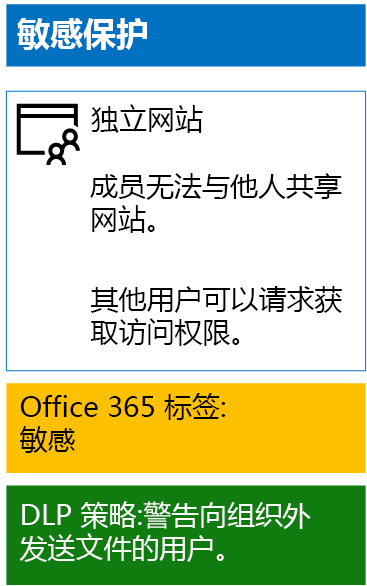 敏感保护
独立网站
成员无法与他人共享
网站。
其他用户可以请求获
取访问权限。
Office 365 标签:
敏感
DLP 策略:警告向组织外
发送文件的用户。